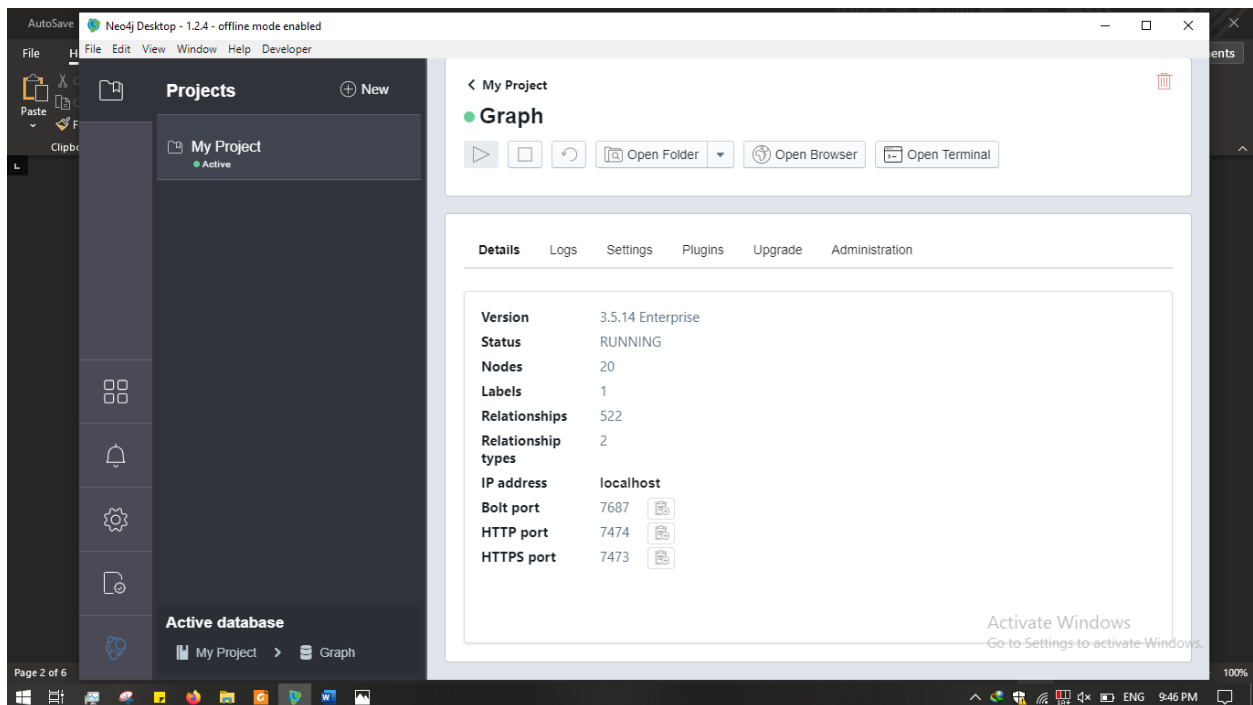 AutoSave
Neo4j Desktop - 1.2.4 - offline mode enabled
File Edit View Window Help Developer
File
H
ents
Paste
Clipbo
Projects
New
My Project
Active
My Project
Graph
Open Folder
Open Browser
Open Terminal
Details Logs Settings Plugins Upgrade Administration
Version 3.5.14 Enterprise
Status RUNNING
Nodes 20
Labels 1
Relationships 522
Relationship types 2
IP address localhost
Bolt port 7687
HTTP port 7474
HTTPS port 7473
Active database
My Project > Graph
Activate Windows
Go to Settings to activate Windows.
Page 2 of 6
100%
ENG 9:46 PM